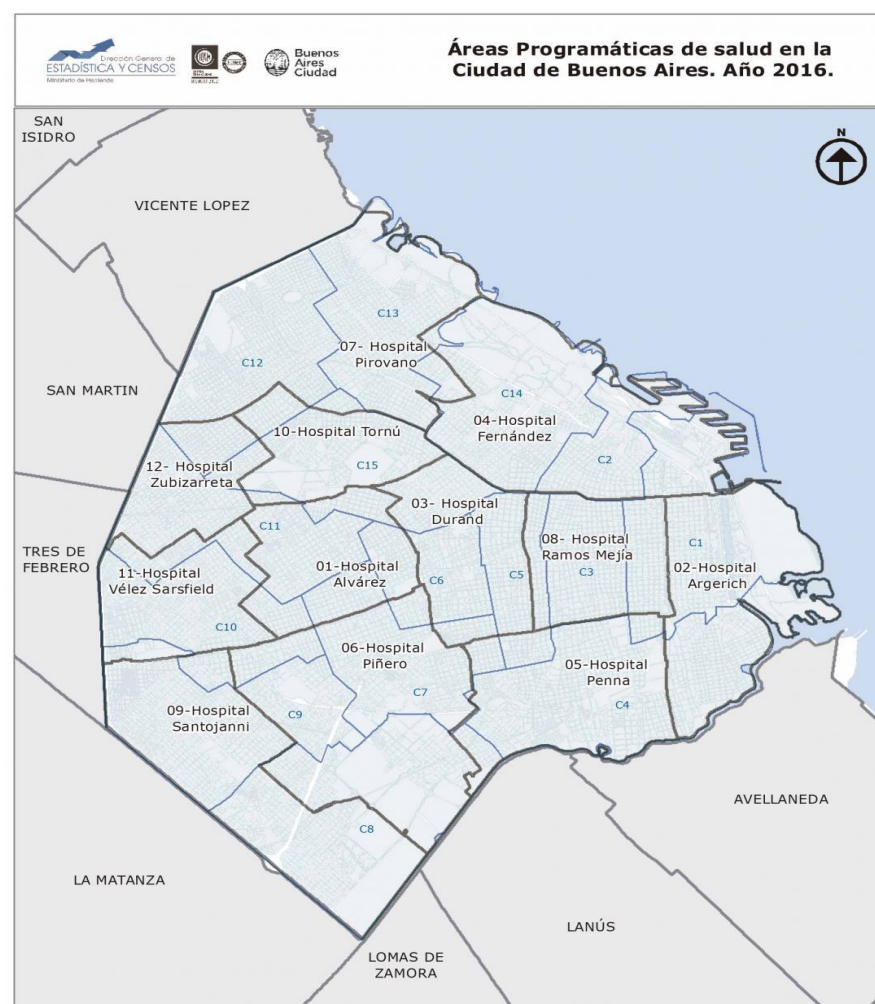 Dirección General de
ESTADÍSTICA Y CENSOS
Ministerio de Hacienda
Buenos
Aires
Ciudad
Áreas Programáticas de salud en la
Ciudad de Buenos Aires. Año 2016.
SAN
ISIDRO
N
VICENTE LOPEZ
C13
07- Hospital
Pirovano
C12
SAN MARTIN
C14
04-Hospital
Fernández
10-Hospital Tornú
C2
12- Hospital
Zubizarreta
C15
03- Hospital
Durand
C11
TRES DE
FEBRERO
08- Hospital
Ramos Mejía
C1
01-Hospital
Álvárez
C3
02-Hospital
Argerich
11-Hospital
Vélez Sarsfield
C6
C5
C10
06-Hospital
Piñero
05-Hospital
Penna
C7
C4
09-Hospital
Santojanni
C9
AVELLANEDA
C8
LA MATANZA
LANÚS
LOMAS DE
ZAMORA